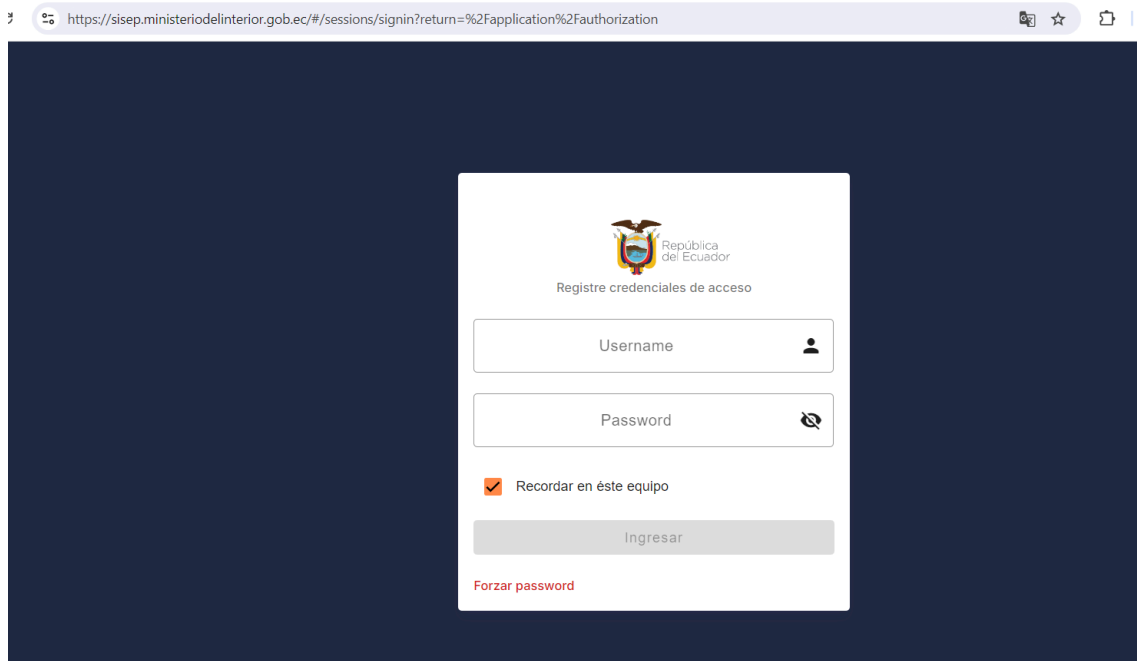 https://sisep.ministeriodelinterior.gob.ec/#/sessions/signin?return=%2Fapplication%2Fauthorization
República
del Ecuador
Registre credenciales de acceso
Username
Password
Recordar en éste equipo
Ingresar
Forzar password